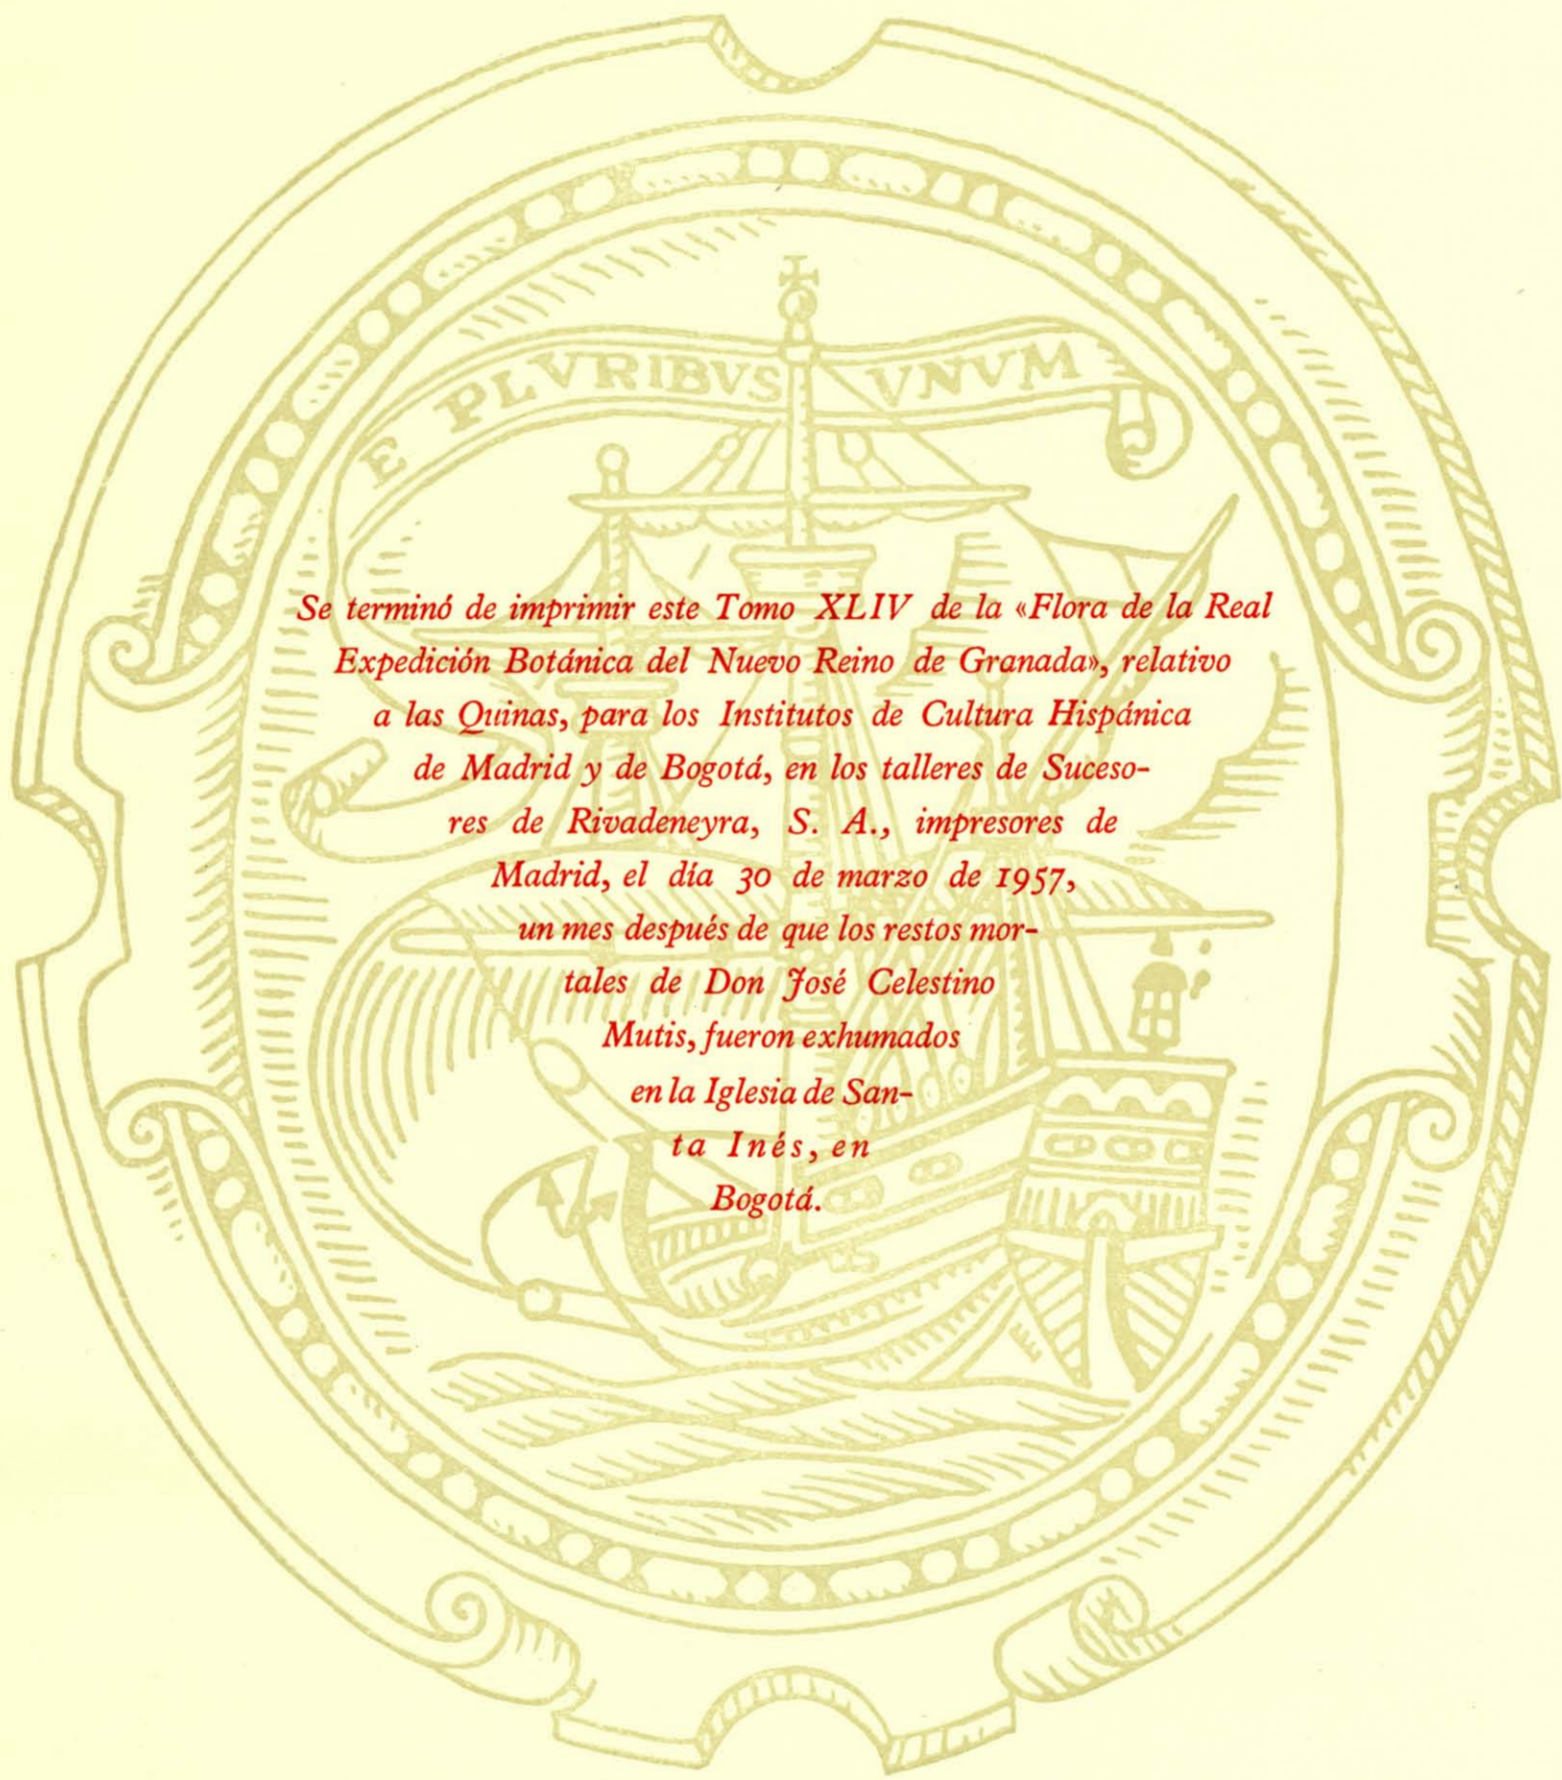 E PLVRIBVS VNVM
Se terminó de imprimir este Tomo XLIV de la «Flora de la Real
Expedición Botánica del Nuevo Reino de Granada», relativo
a las Quinas, para los Institutos de Cultura Hispánica
de Madrid y de Bogotá, en los talleres de Suceso-
res de Rivadeneyra, S. A., impresores de
Madrid, el día 30 de marzo de 1957,
un mes después de que los restos mor-
tales de Don José Celestino
Mutis, fueron exhumados
en la Iglesia de San-
ta Inés, en
Bogotá.